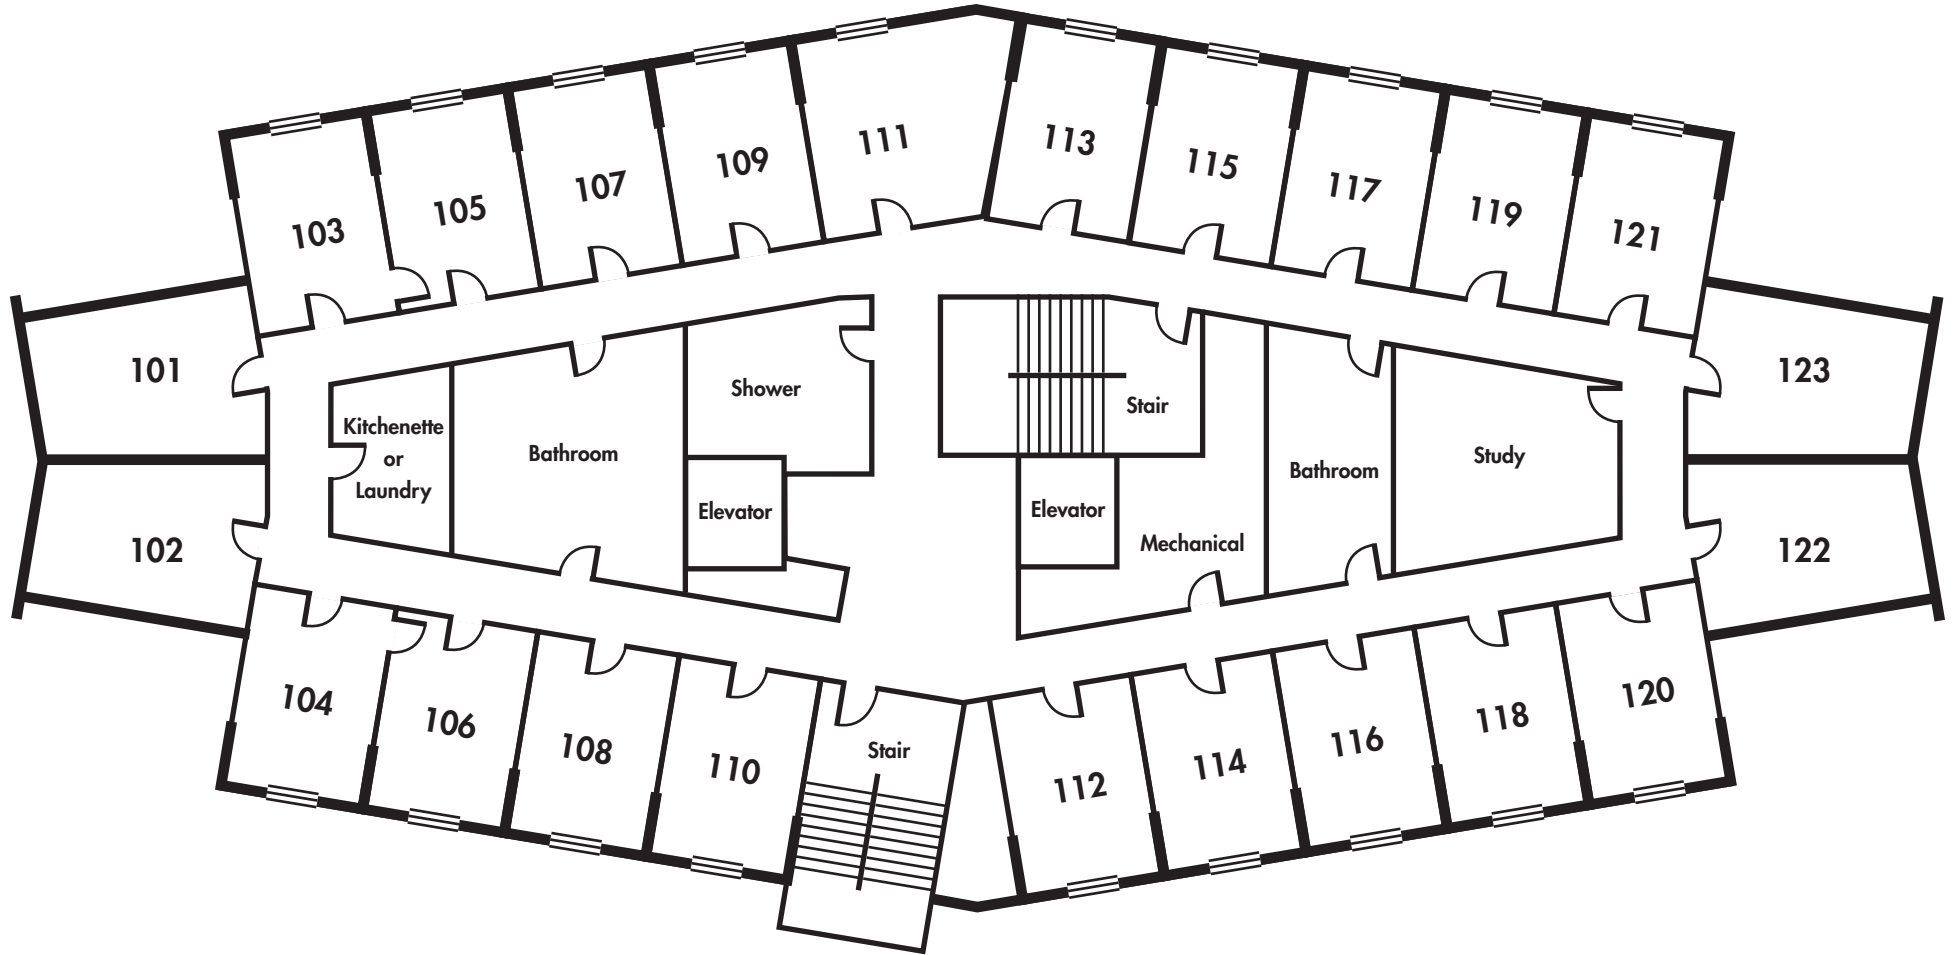 103
105
107
109
111
113
115
117
119
121
101
123
Kitchenette
or
Laundry
Bathroom
Shower
Elevator
Stair
Elevator
Mechanical
Bathroom
Study
102
122
104
106
108
110
Stair
112
114
116
118
120